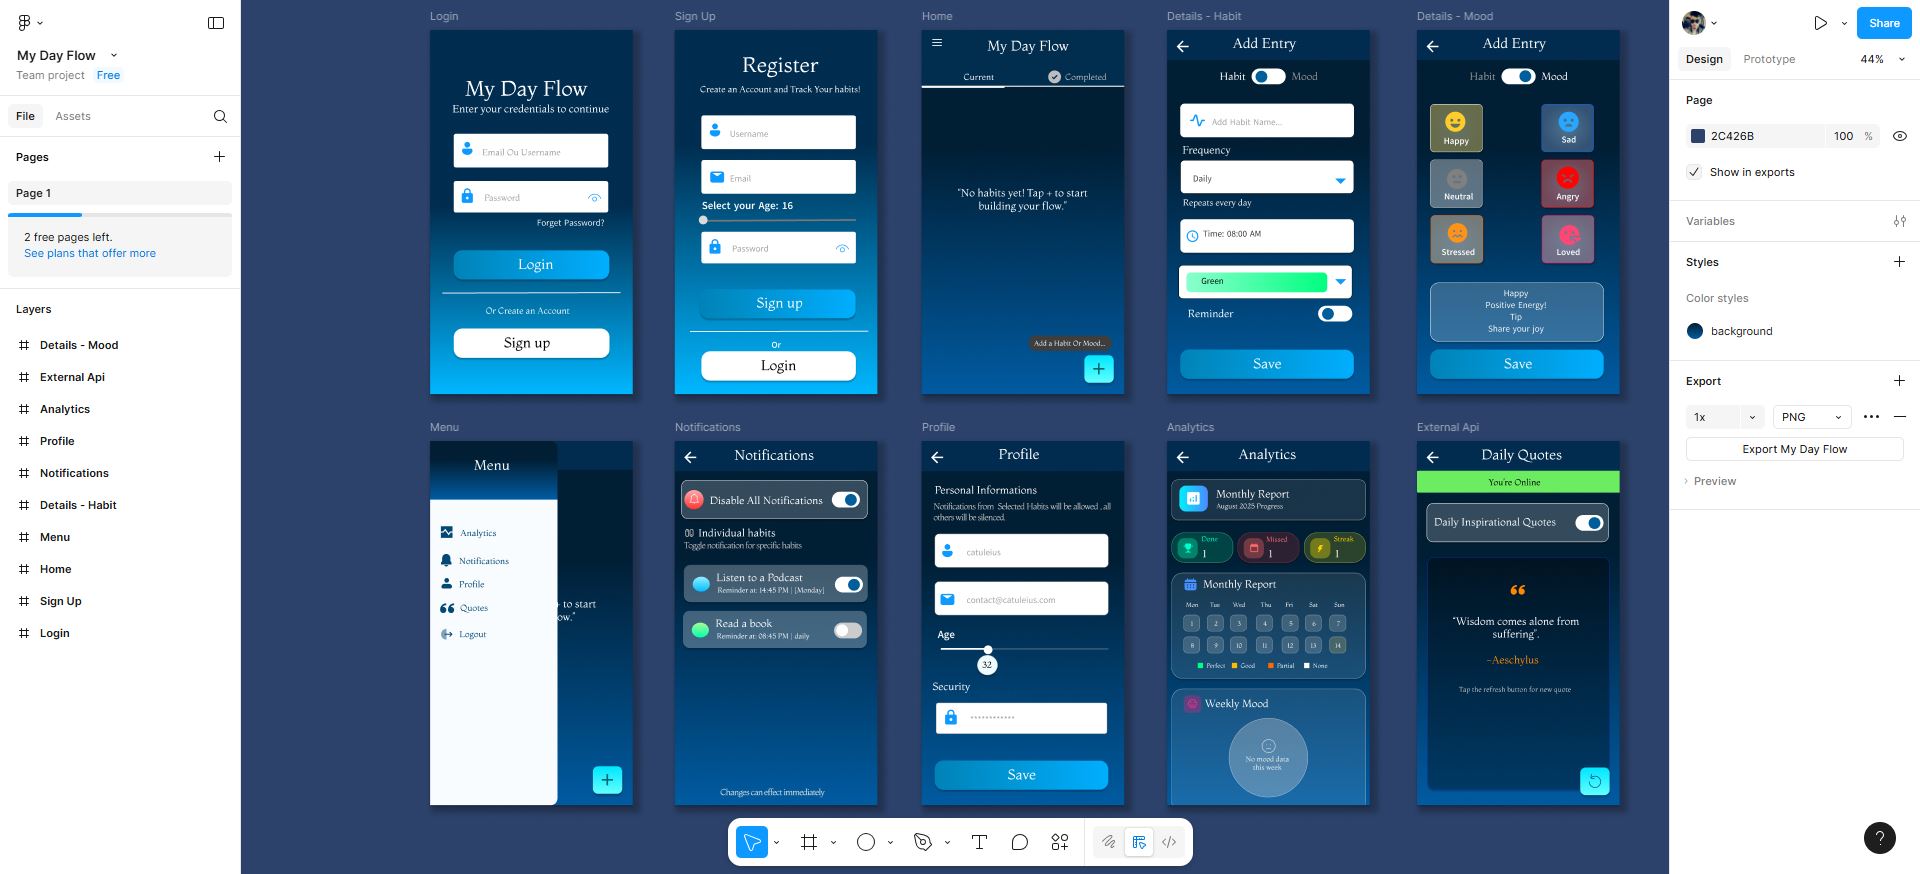 My Day Flow
Team project Free
File Assets
Pages
Page 1
2 free pages left.
See plans that offer more
Layers
Details - Mood
External Api
Analytics
Profile
Notifications
Details - Habit
Menu
Home
Sign Up
Login
Login
My Day Flow
Enter your credentials to continue
Email Ou Username
Password
Forget Password?
Login
Or Create an Account
Sign up
Sign Up
Register
Create an Account and Track Your habits!
Username
Email
Select your Age: 16
Password
Sign up
Or
Login
Home
My Day Flow
Current Completed
"No habits yet! Tap + to start
building your flow."
Add a Habit Or Mood...
Details - Habit
Add Entry
Habit Mood
Add Habit Name...
Frequency
Daily
Repeats every day
Time: 08:00 AM
Green
Reminder
Save
Details - Mood
Add Entry
Habit Mood
Happy Sad
Neutral Angry
Stressed Loved
Happy
Positive Energy!
Tip
Share your joy
Save
Menu
Menu
Analytics
Notifications
Profile
Quotes
Logout
+ to start
ow."
Notifications
Notifications
Disable All Notifications
Individual habits
Toggle notification for specific habits
Listen to a Podcast
Reminder at: 14:45 PM | [Monday]
Read a book
Reminder at: 08:45 PM | daily
Changes can effect immediately
Profile
Profile
Personal Informations
Notifications from Selected Habits will be allowed , all
others will be silenced.
catuleius
contact@catuleius.com
Age
32
Security
************
Save
Analytics
Analytics
Monthly Report
August 2025 Progress
Done Missed Streak
1 1 1
Monthly Report
Mon Tue Wed Thu Fri Sat Sun
1 2 3 4 5 6 7
8 9 10 11 12 13 14
Perfect Good Partial None
Weekly Mood
No mood data
this week
External Api
Daily Quotes
You're Online
Daily Inspirational Quotes
“
"Wisdom comes alone from
suffering".
-Aeschylus
Tap the refresh button for new quote
Share
Design Prototype 44%
Page
2C426B 100 %
Show in exports
Variables
Styles
Color styles
background
Export
1x PNG
Export My Day Flow
Preview
?